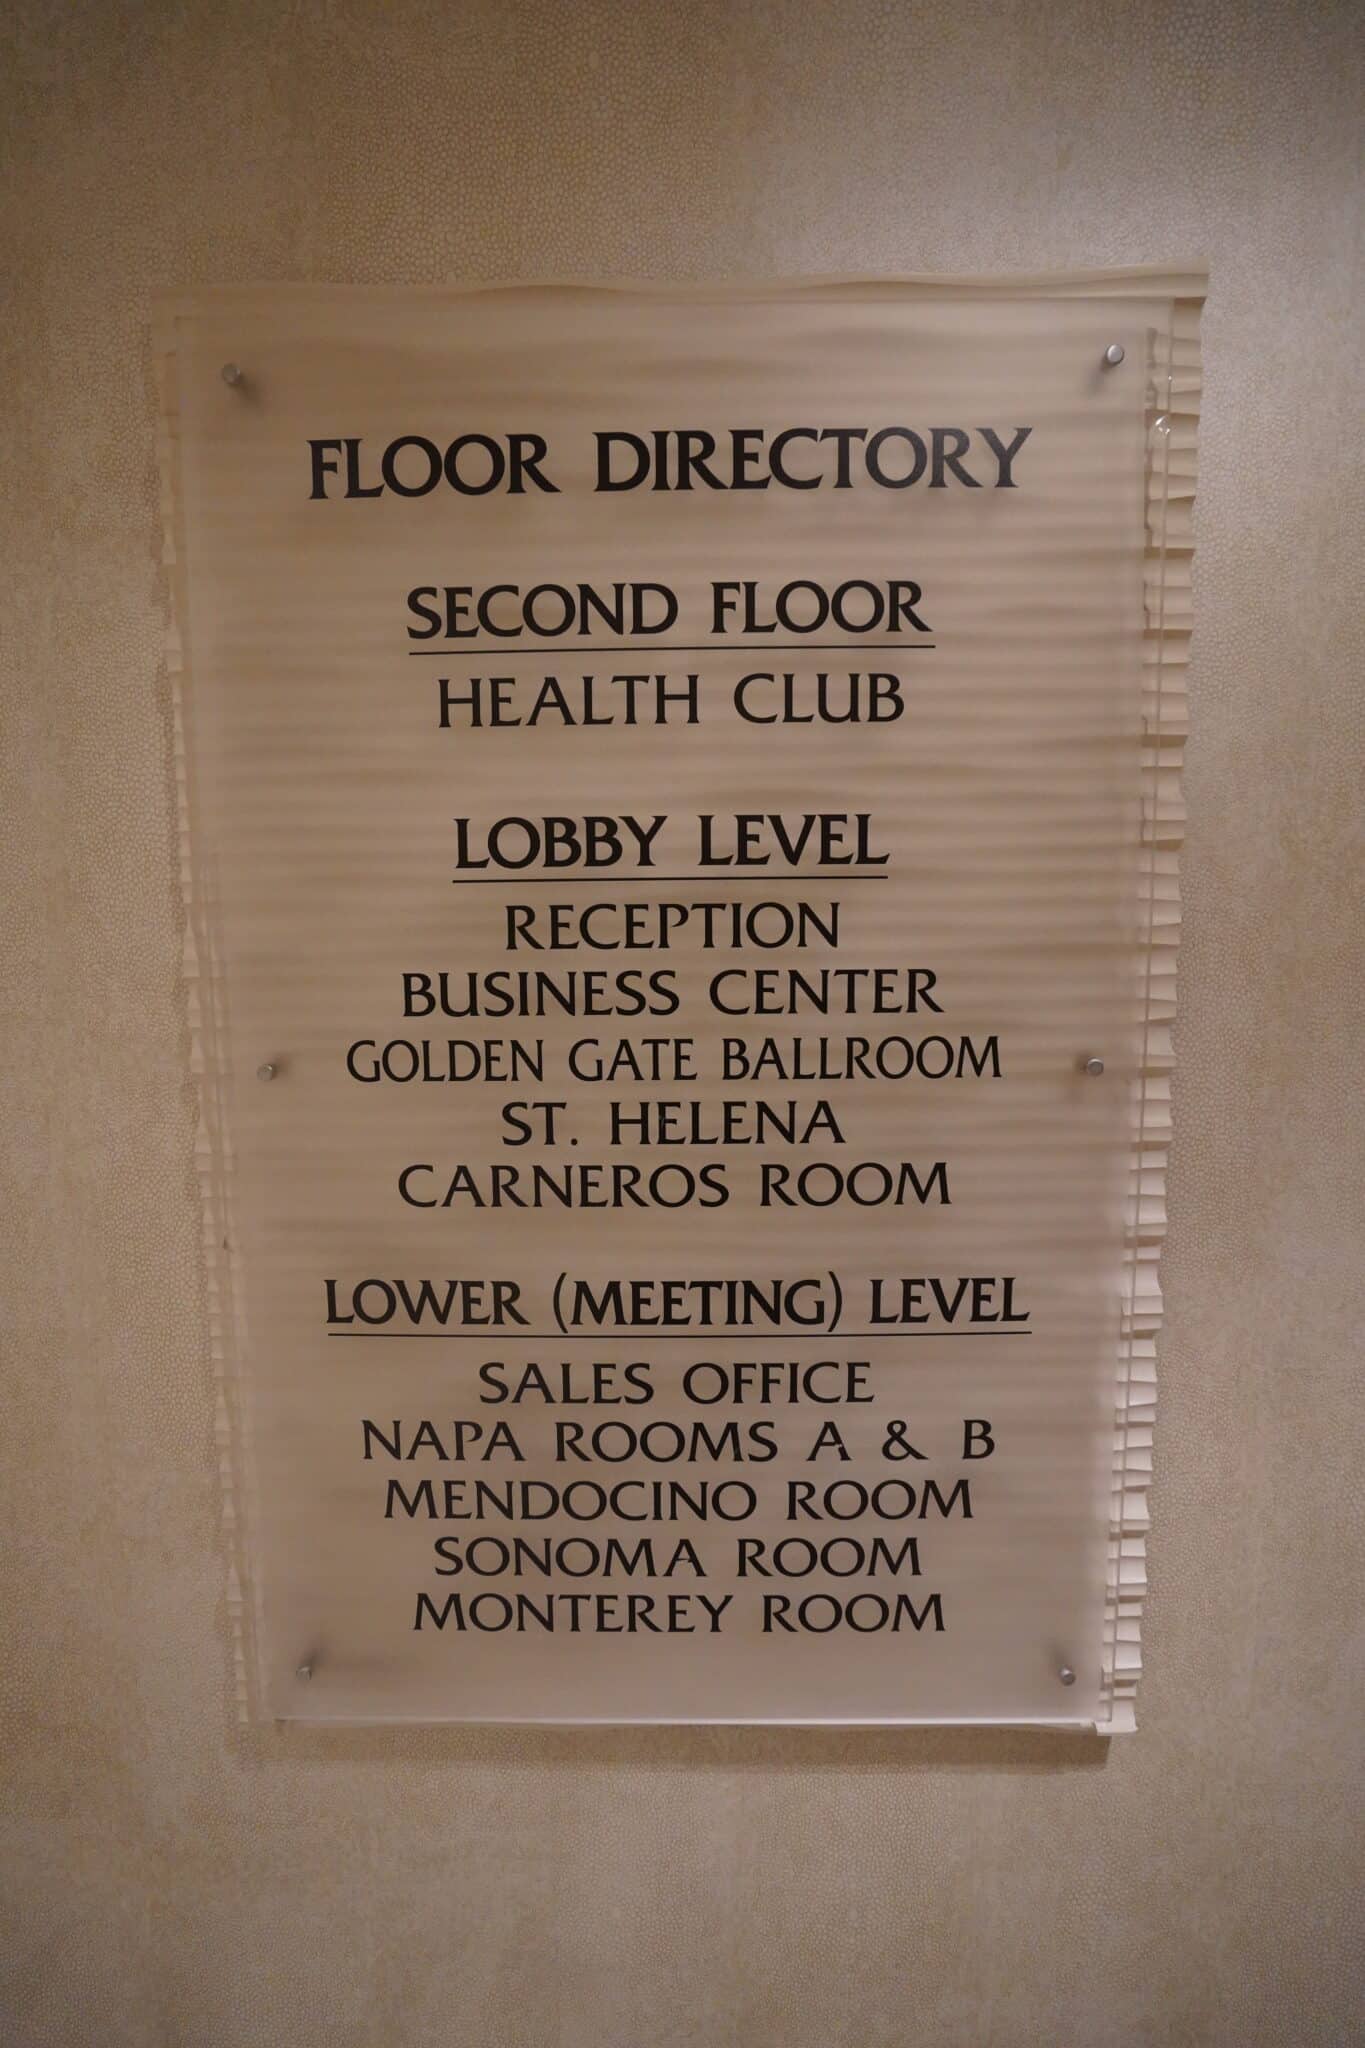 FLOOR DIRECTORY
SECOND FLOOR
HEALTH CLUB
LOBBY LEVEL
RECEPTION
BUSINESS CENTER
GOLDEN GATE BALLROOM
ST. HELENA
CARNEROS ROOM
LOWER (MEETING) LEVEL
SALES OFFICE
NAPA ROOMS A & B
MENDOCINO ROOM
SONOMA ROOM
MONTEREY ROOM